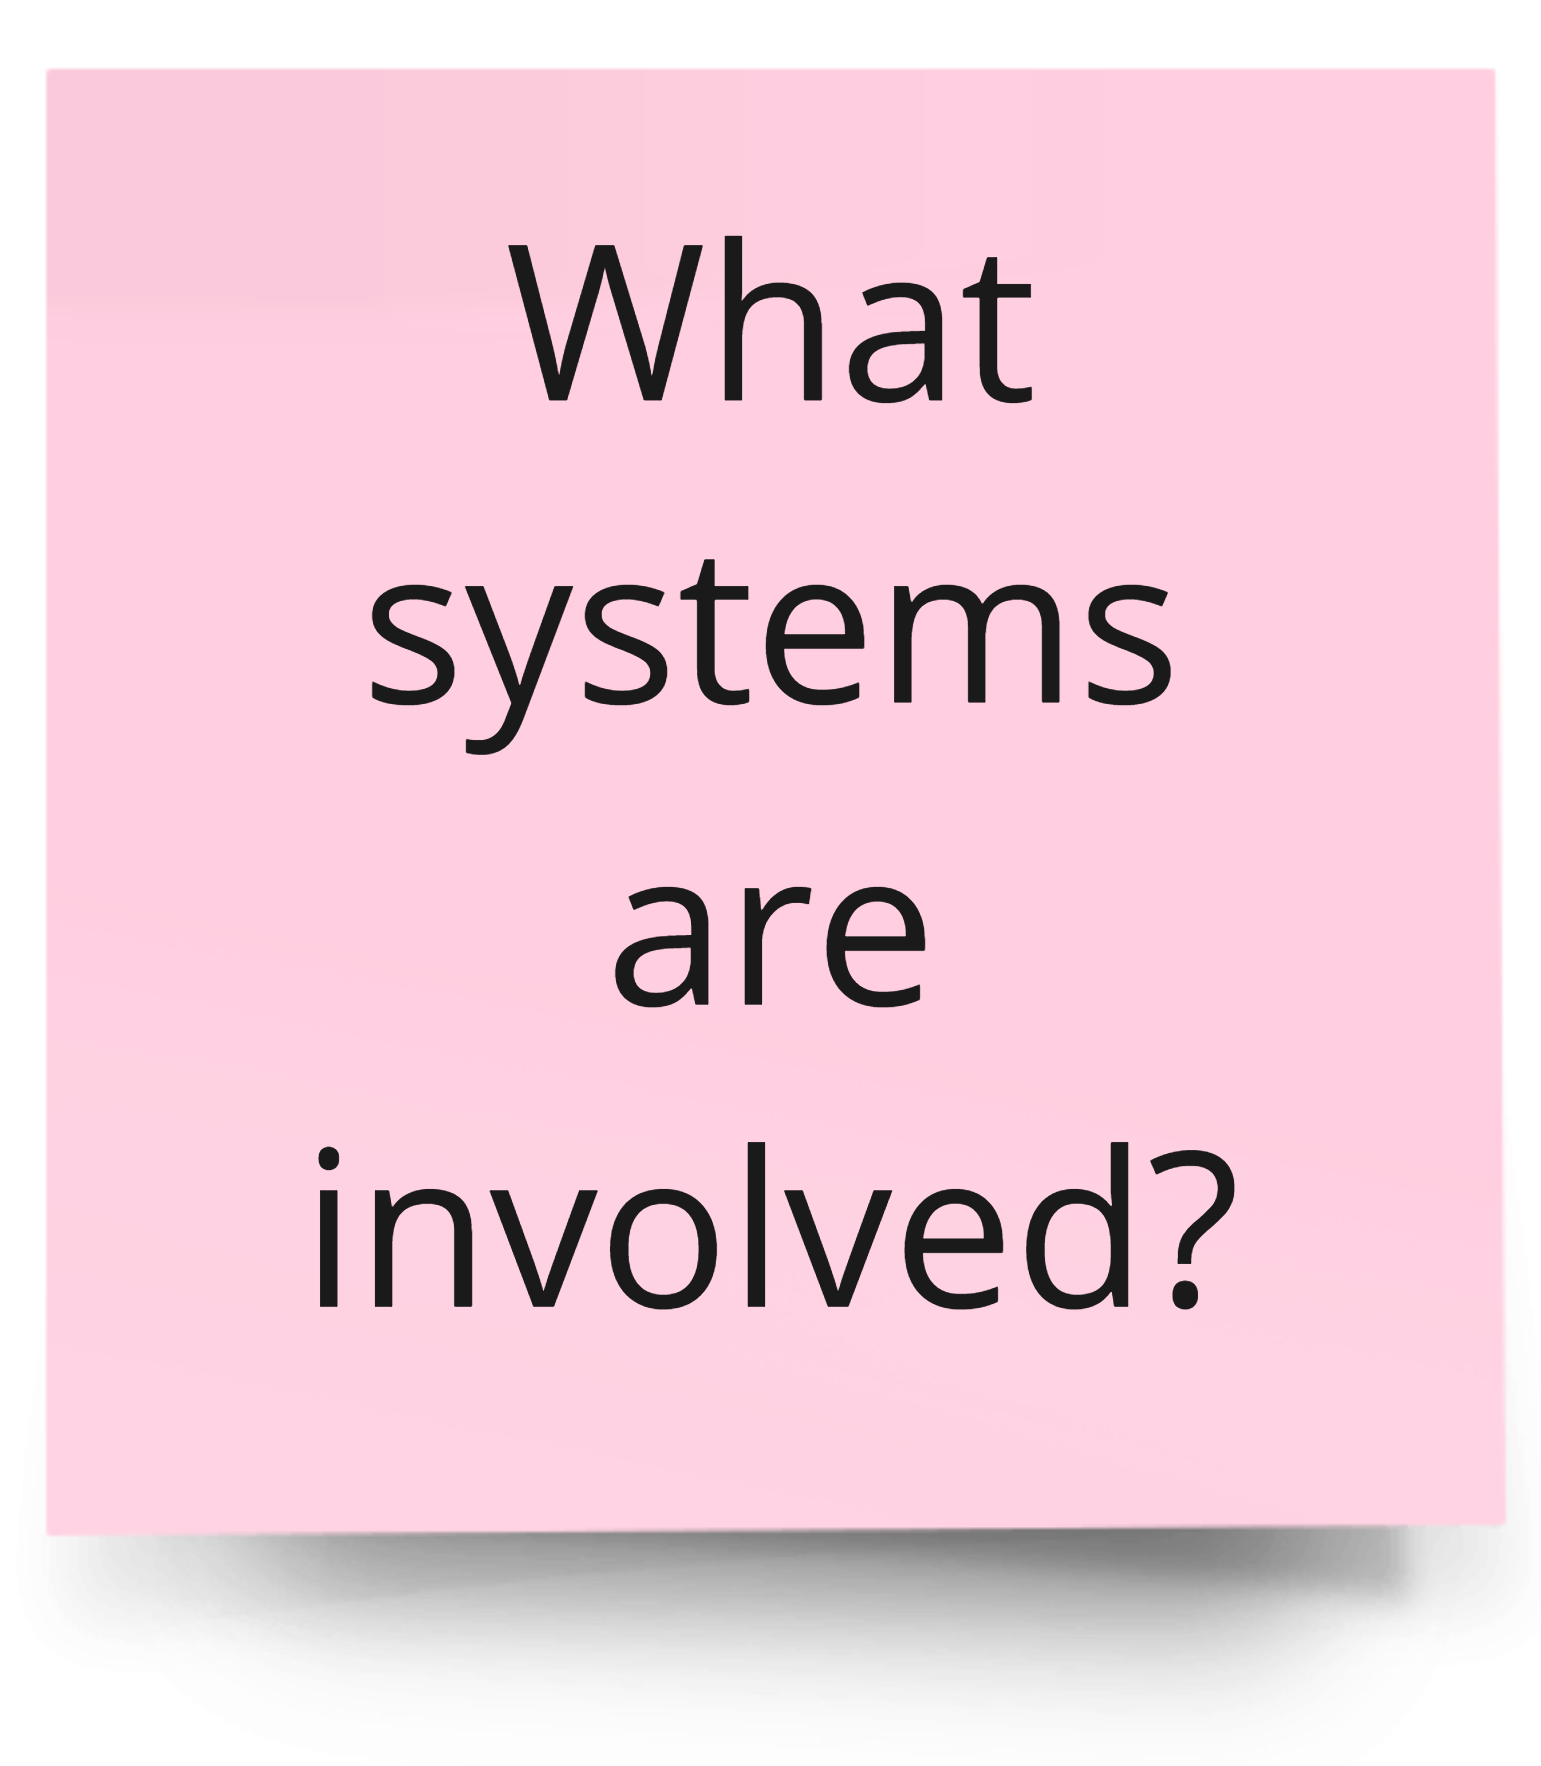 What
systems
are
involved?